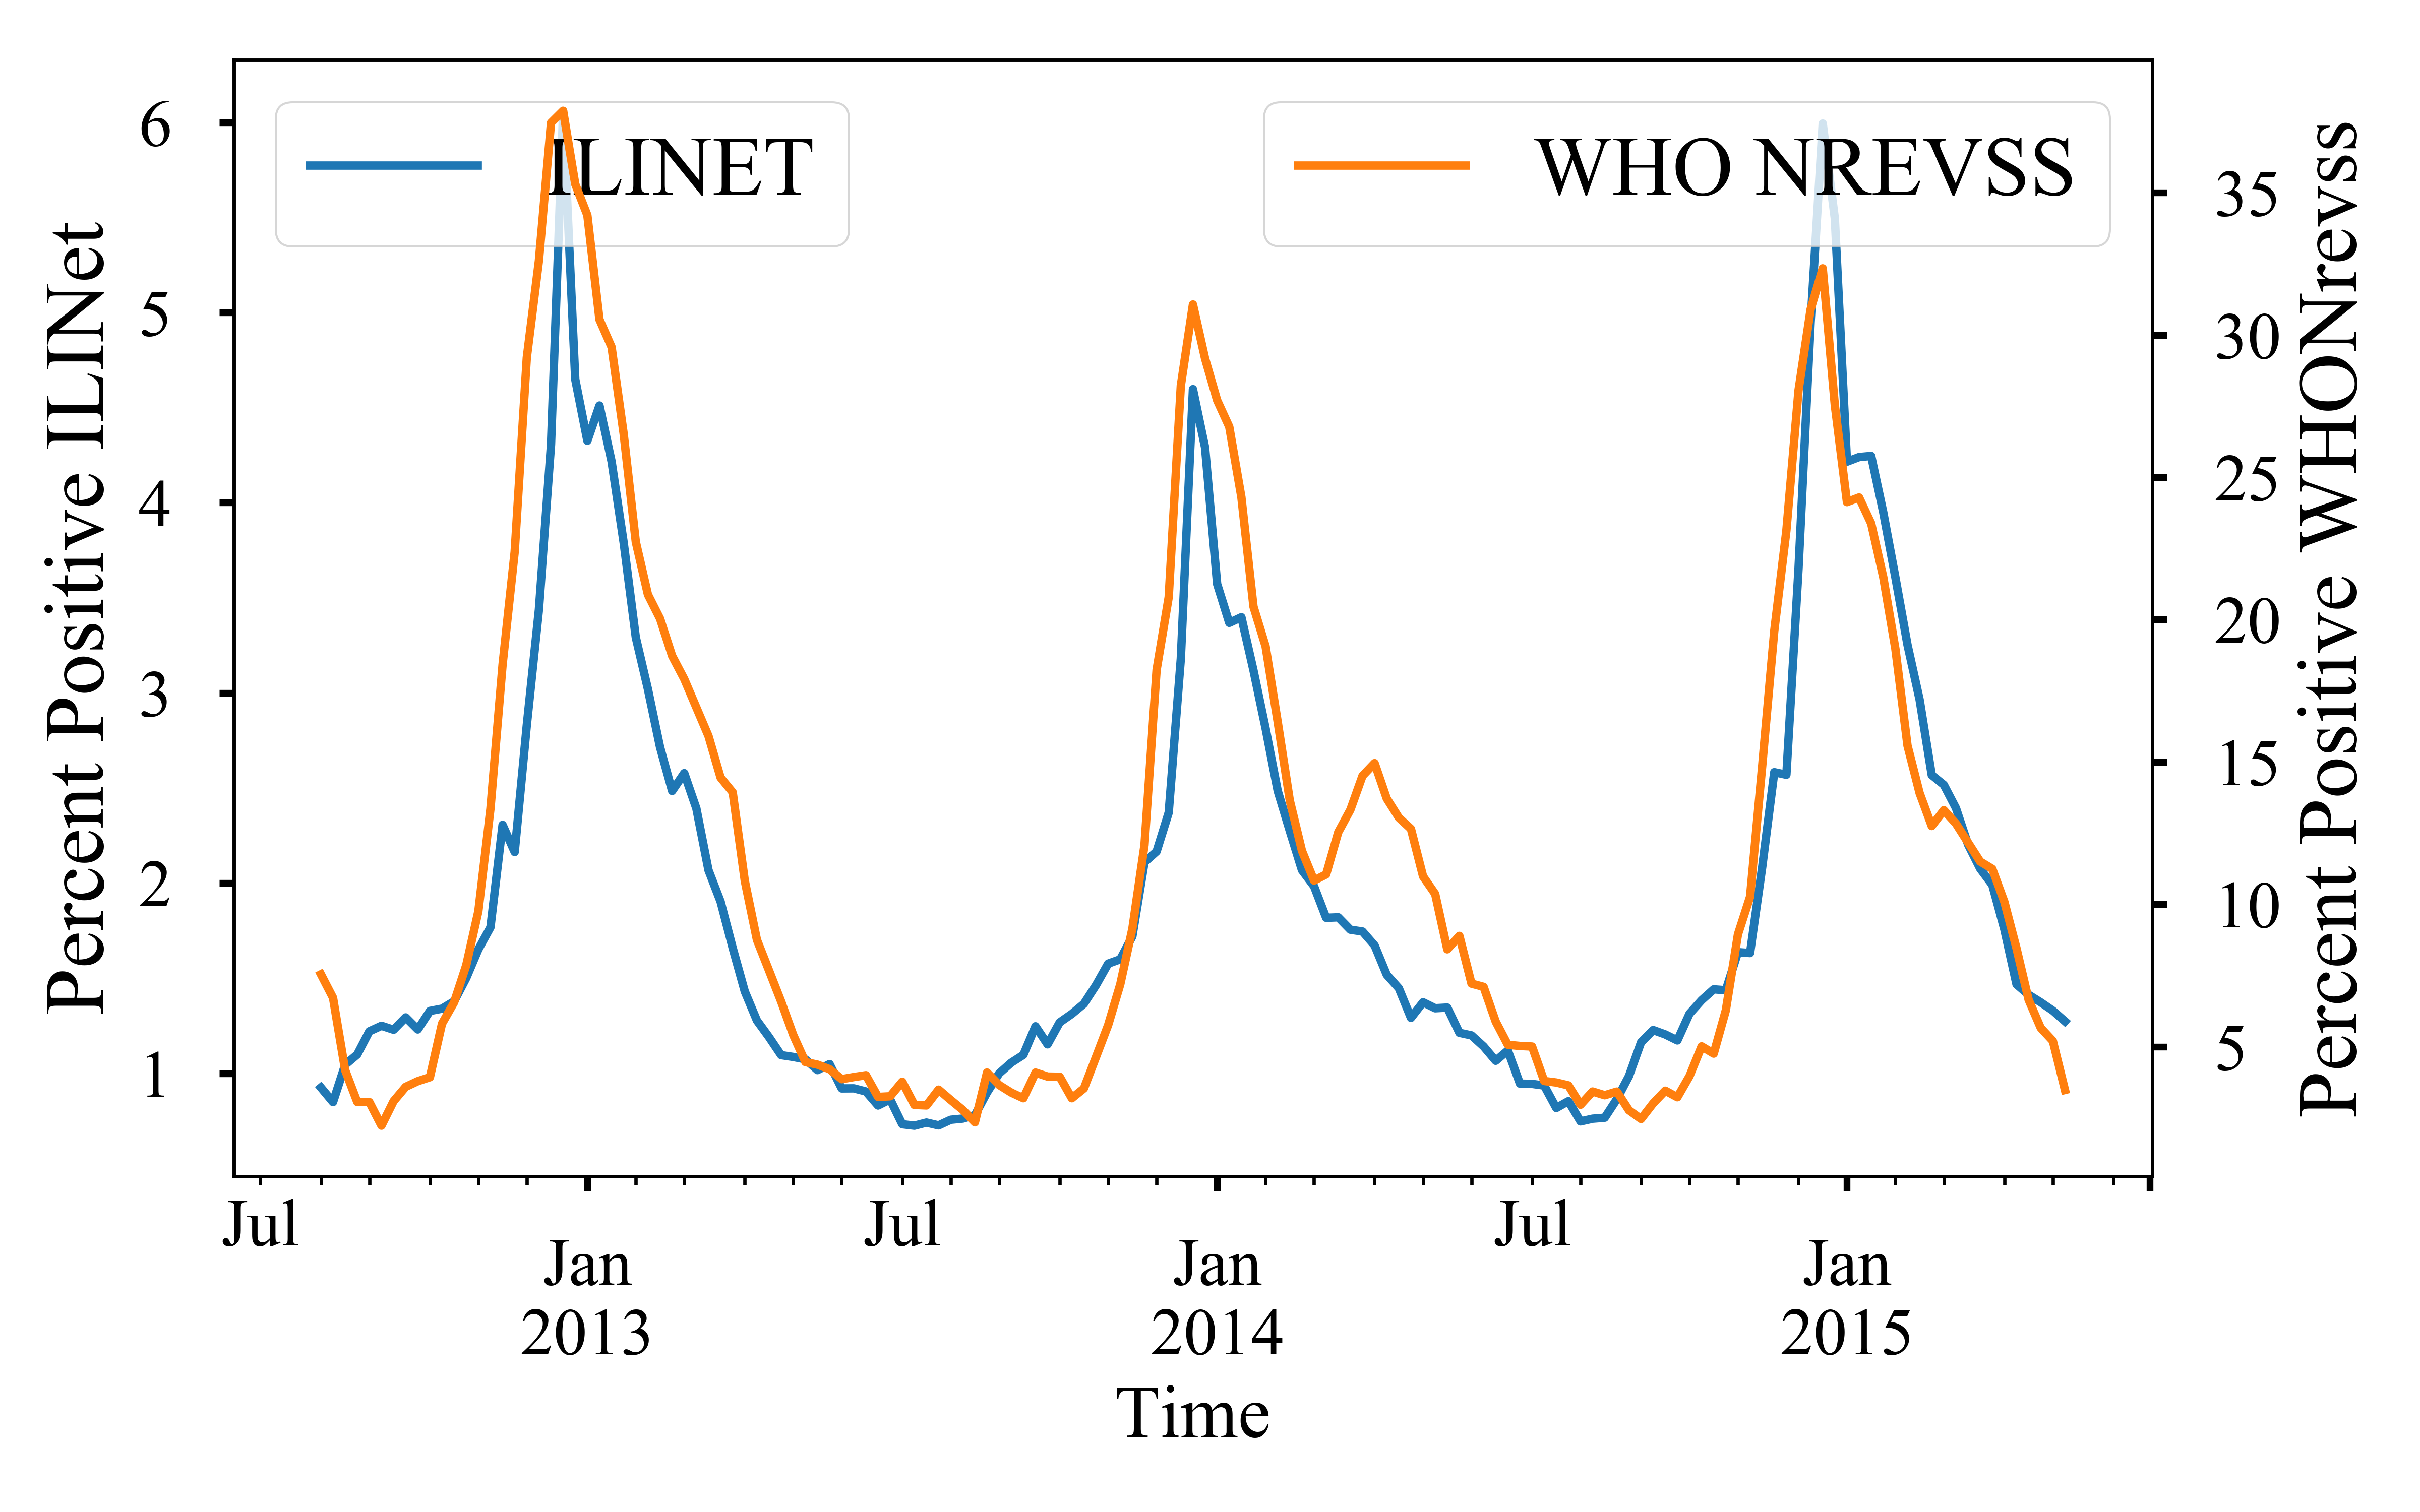 ILINET
WHO NREVSS
Percent Positive ILINet
6
5
4
3
2
1
35
30
25
20
15
10
5
Percent Positive WHONrevss
Jul
Jan
2013
Jul
Jan
2014
Jul
Jan
2015
Time